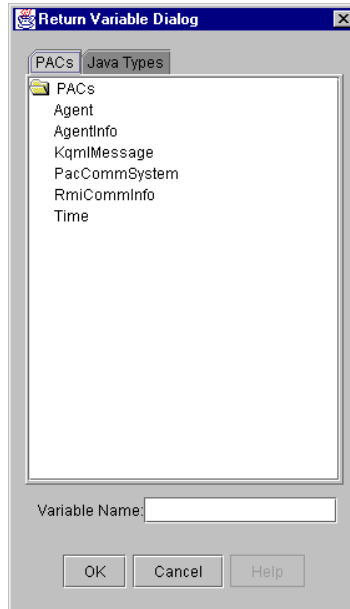 Return Variable Dialog
PACs Java Types
PACs
Agent
AgentInfo
KqmlMessage
PacCommSystem
RmiCommInfo
Time
Variable Name:
OK Cancel Help